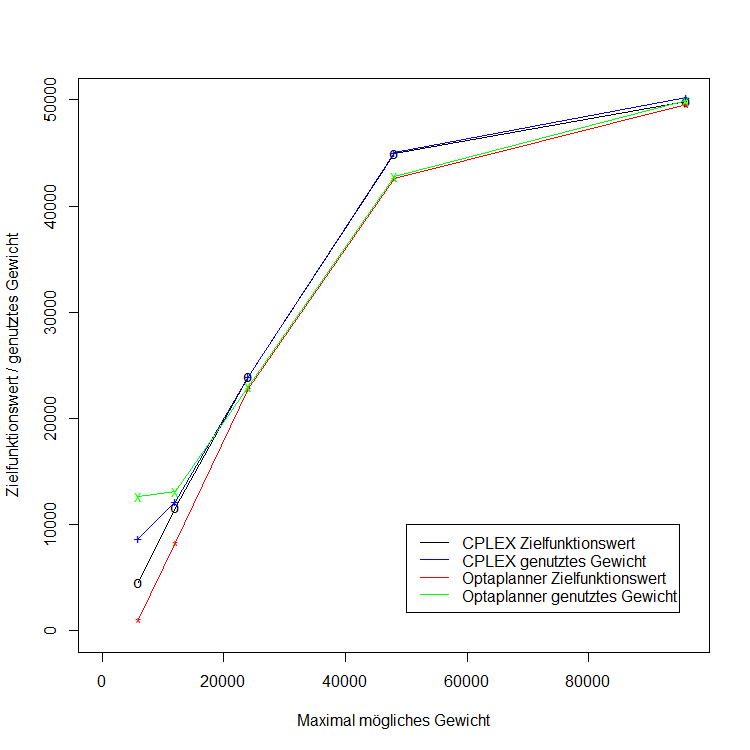 Zielfunktionswert / genutztes Gewicht
50000
40000
30000
20000
10000
0
CPLEX Zielfunktionswert
CPLEX genutztes Gewicht
Optaplanner Zielfunktionswert
Optaplanner genutztes Gewicht
0
20000
40000
60000
80000
Maximal mögliches Gewicht